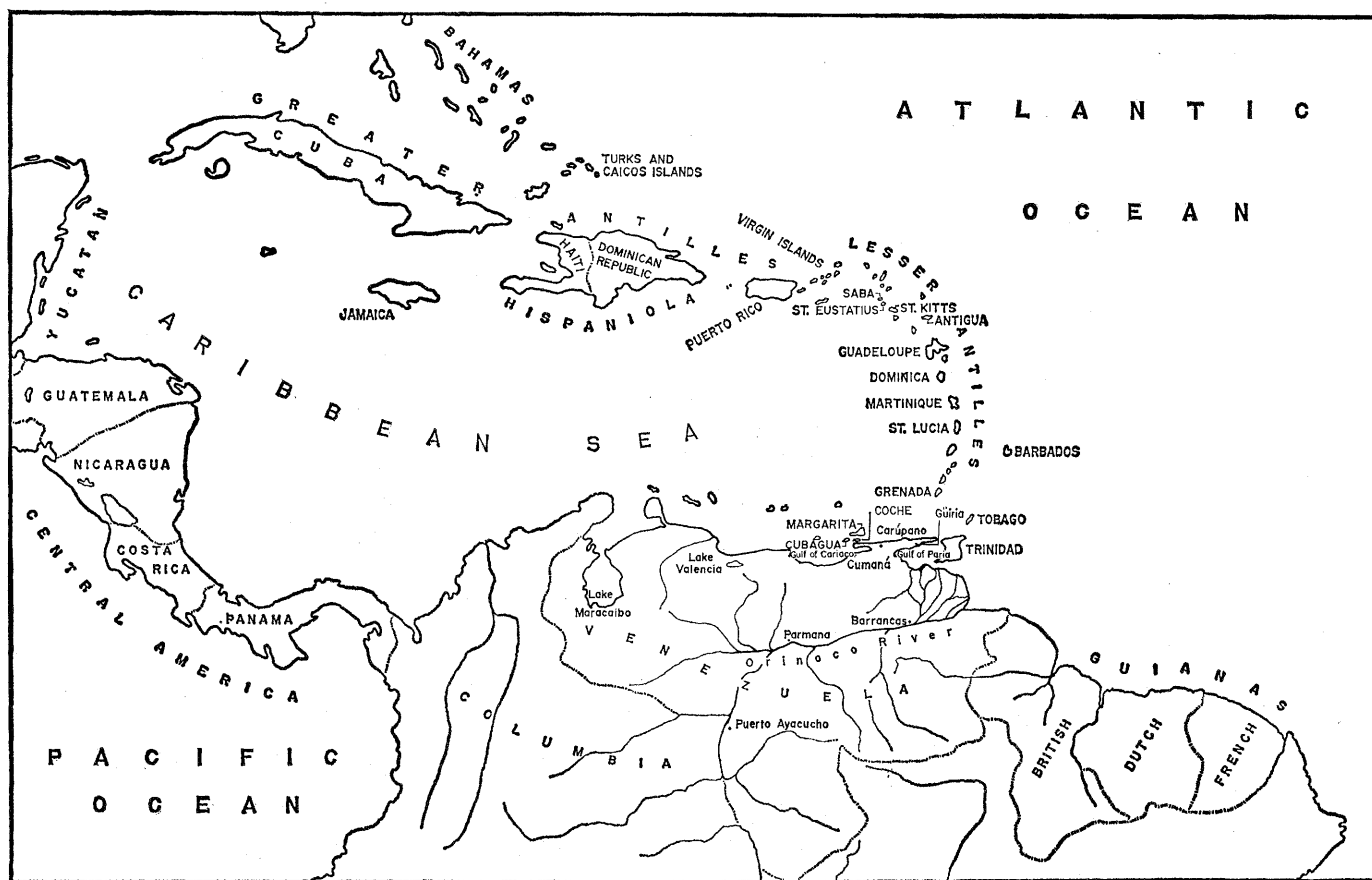 BAHAMAS
ATLANTIC
OCEAN
GREATER
CUBA
TURKS AND
CAICOS ISLANDS
ANTILLES
YUCATAN
HAITI
DOMINICAN
REPUBLIC
HISPANIOLA
VIRGIN ISLANDS
LESSER
ANTILLES
JAMAICA
PUERTO RICO
SABA
ST. EUSTATIUS
ST. KITTS
ANTIGUA
GUADELOUPE
DOMINICA
MARTINIQUE
ST. LUCIA
BARBADOS
GRENADA
CARIBBEAN SEA
GUATEMALA
NICARAGUA
COSTA
RICA
PANAMA
CENTRAL AMERICA
COCHE
Güiria
MARGARITA
Carúpano
TOBAGO
CUBAGUA
Gulf of Cariaco
Cumaná
Gulf of Paria
TRINIDAD
Lake
Valencia
Lake
Maracaibo
Barrancas
Parmana
Orinoco River
VENEZUELA
Puerto Ayacucho
COLUMBIA
GUIANAS
BRITISH
DUTCH
FRENCH
PACIFIC
OCEAN